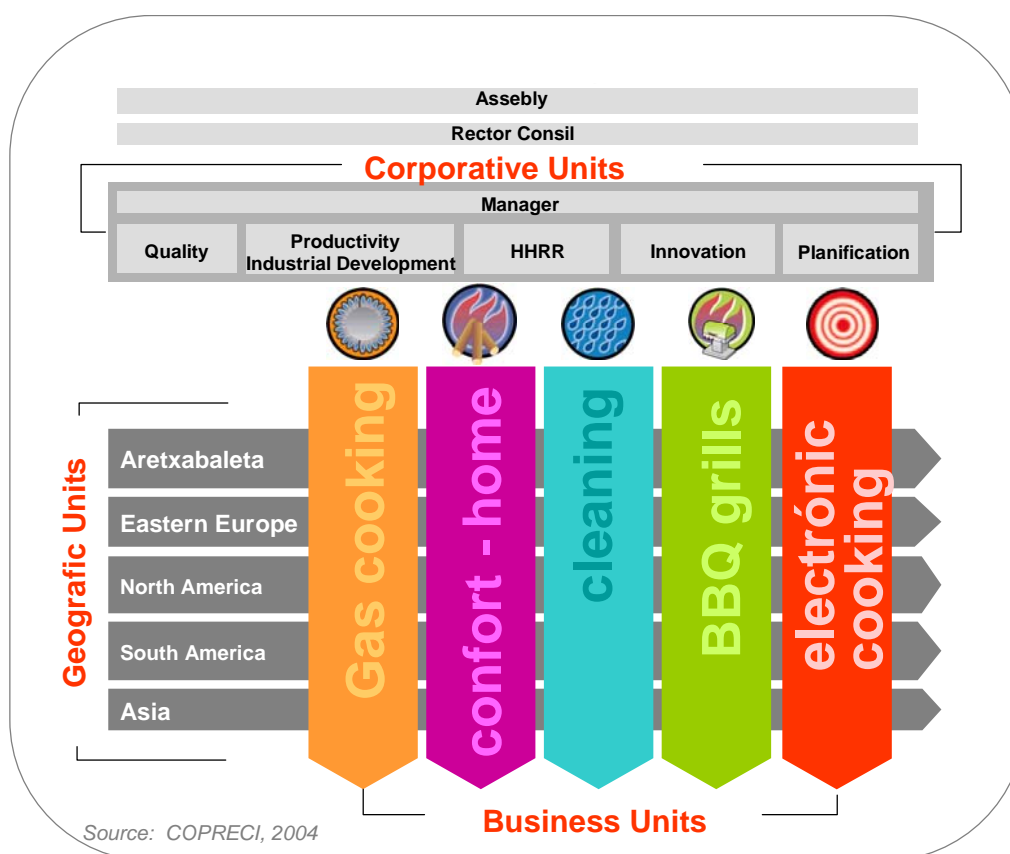 Assebly
Rector Consil
Corporative Units
Manager
Quality
Productivity
Industrial Development
HHRR
Innovation
Planification
Geografic Units
Aretxabaleta
Eastern Europe
North America
South America
Asia
Gas cooking
confort - home
cleaning
BBQ grills
electrónic
cooking
Business Units
Source: COPRECI, 2004